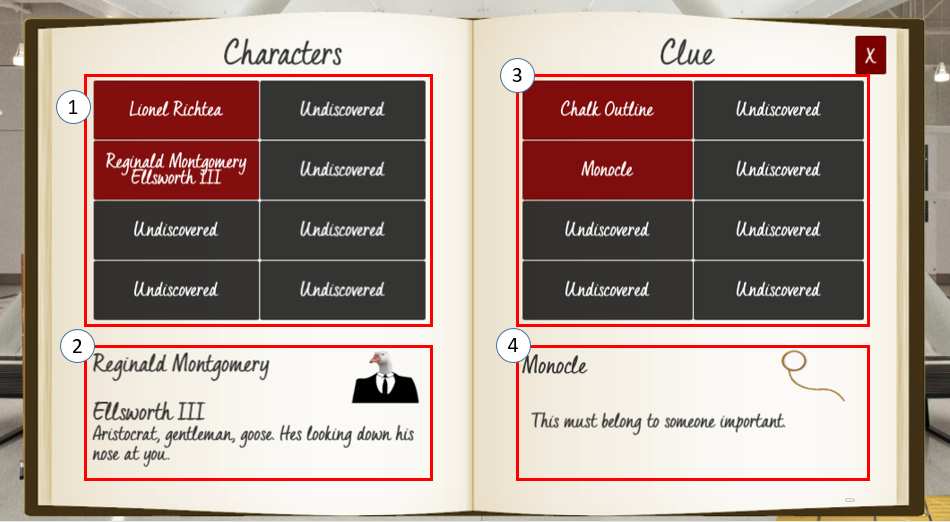 Characters
1
Lionel Richtea
Undiscovered
Reginald Montgomery
Ellsworth III
Undiscovered
Undiscovered
Undiscovered
Undiscovered
Undiscovered
2
Reginald Montgomery
Ellsworth III
Aristocrat, gentleman, goose. Hes looking down his
nose at you..
Clue
X
3
Chalk Outline
Undiscovered
Monocle
Undiscovered
Undiscovered
Undiscovered
Undiscovered
Undiscovered
4
Monocle
This must belong to someone important.